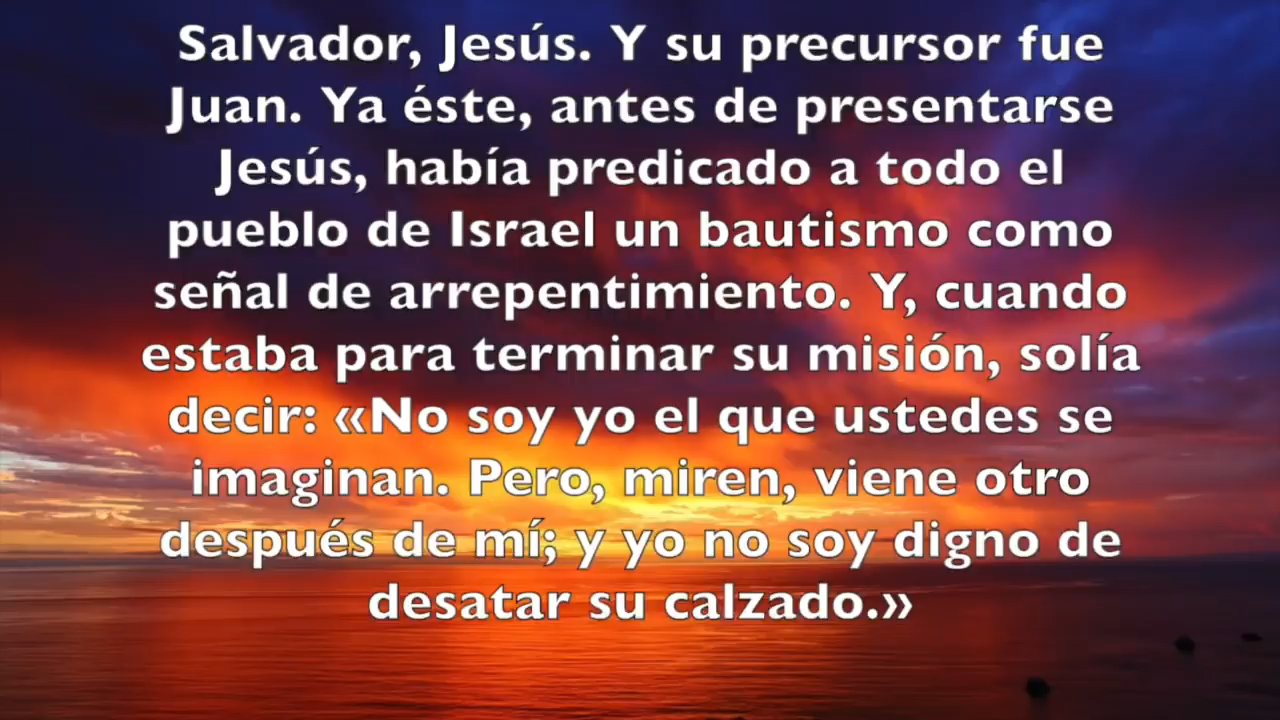 Salvador, Jesús. Y su precursor fue
Juan. Ya éste, antes de presentarse
Jesús, había predicado a todo el
pueblo de Israel un bautismo como
señal de arrepentimiento. Y, cuando
estaba para terminar su misión, solía
decir: «No soy yo el que ustedes se
imaginan. Pero, miren, viene otro
después de mí; y yo no soy digno de
desatar su calzado.»